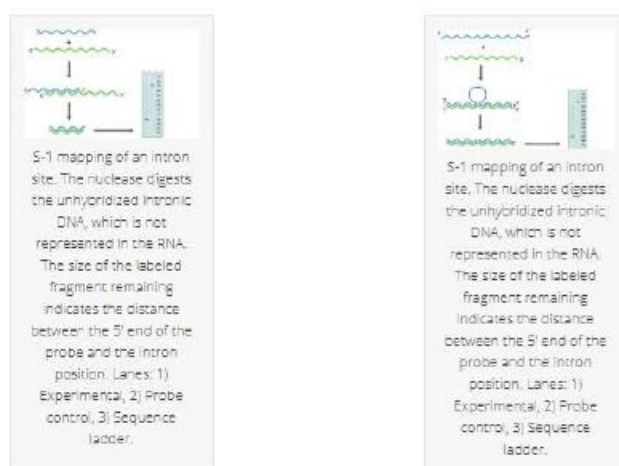 S-1 mapping of an intron
site. The nuclease digests
the unhybridized intronic
DNA, which is not
represented in the RNA.
The size of the labeled
fragment remaining
indicates the distance
between the 5' end of the
probe and the intron
position. Lanes: 1)
Experimental, 2) Probe
control, 3) Sequence
ladder.
S-1 mapping of an intron
site. The nuclease digests
the unhybridized intronic
DNA, which is not
represented in the RNA.
The size of the labeled
fragment remaining
indicates the distance
between the 5' end of the
probe and the intron
position. Lanes: 1)
Experimental, 2) Probe
control, 3) Sequence
ladder.